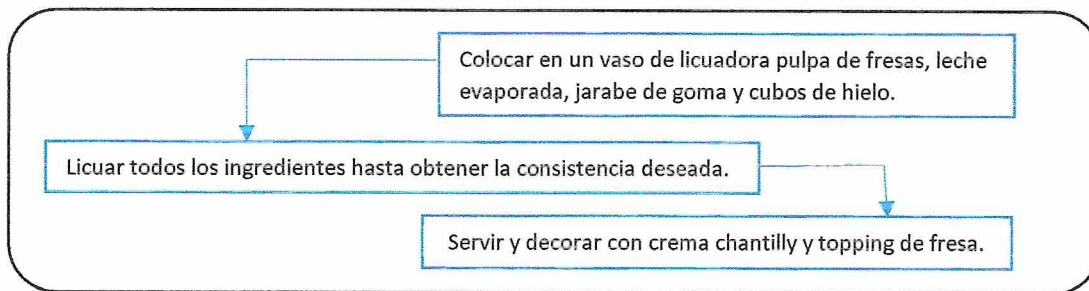 Colocar en un vaso de licuadora pulpa de fresas, leche
evaporada, jarabe de goma y cubos de hielo.
Licuar todos los ingredientes hasta obtener la consistencia deseada.
Servir y decorar con crema chantilly y topping de fresa.